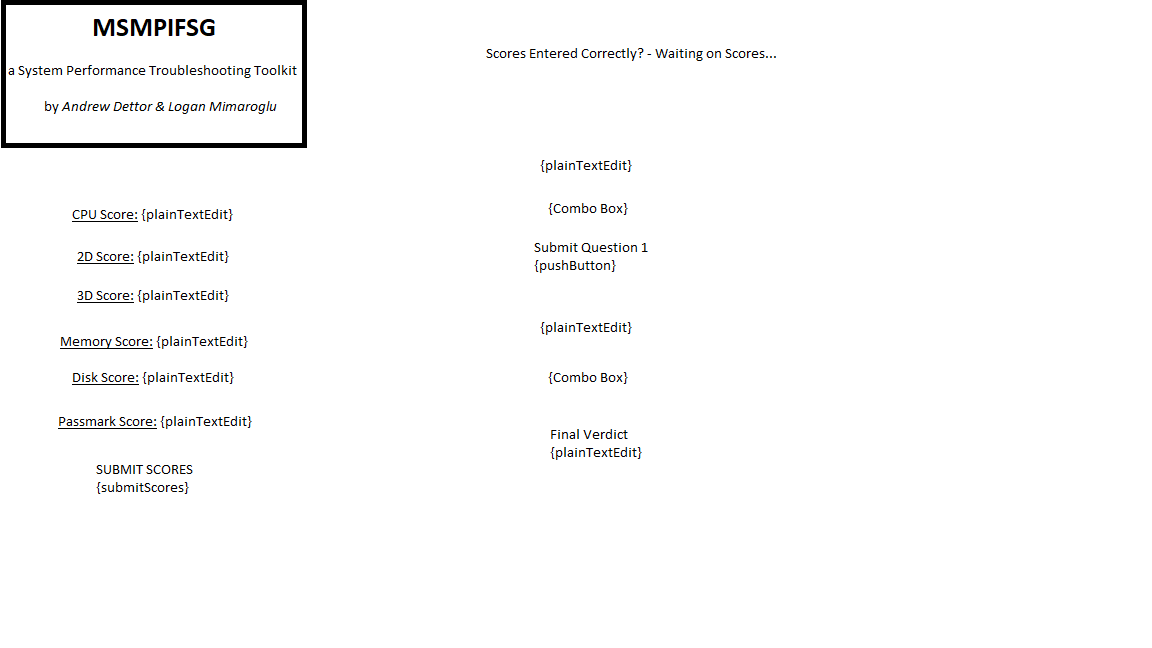 MSMPIFSG
a System Performance Troubleshooting Toolkit
by Andrew Dettor & Logan Mimaroglu
CPU Score: {plainTextEdit}
2D Score: {plainTextEdit}
3D Score: {plainTextEdit}
Memory Score: {plainTextEdit}
Disk Score: {plainTextEdit}
Passmark Score: {plainTextEdit}
SUBMIT SCORES
{submitScores}
Scores Entered Correctly? - Waiting on Scores...
{plainTextEdit}
{Combo Box}
Submit Question 1
{pushButton}
{plainTextEdit}
{Combo Box}
Final Verdict
{plainTextEdit}